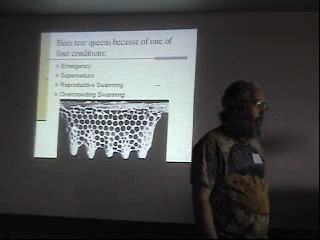 Bees rear queens because of one of
four conditions:
Emergency
Supersedure
Reproductive Swarming
Overcrowding Swarming